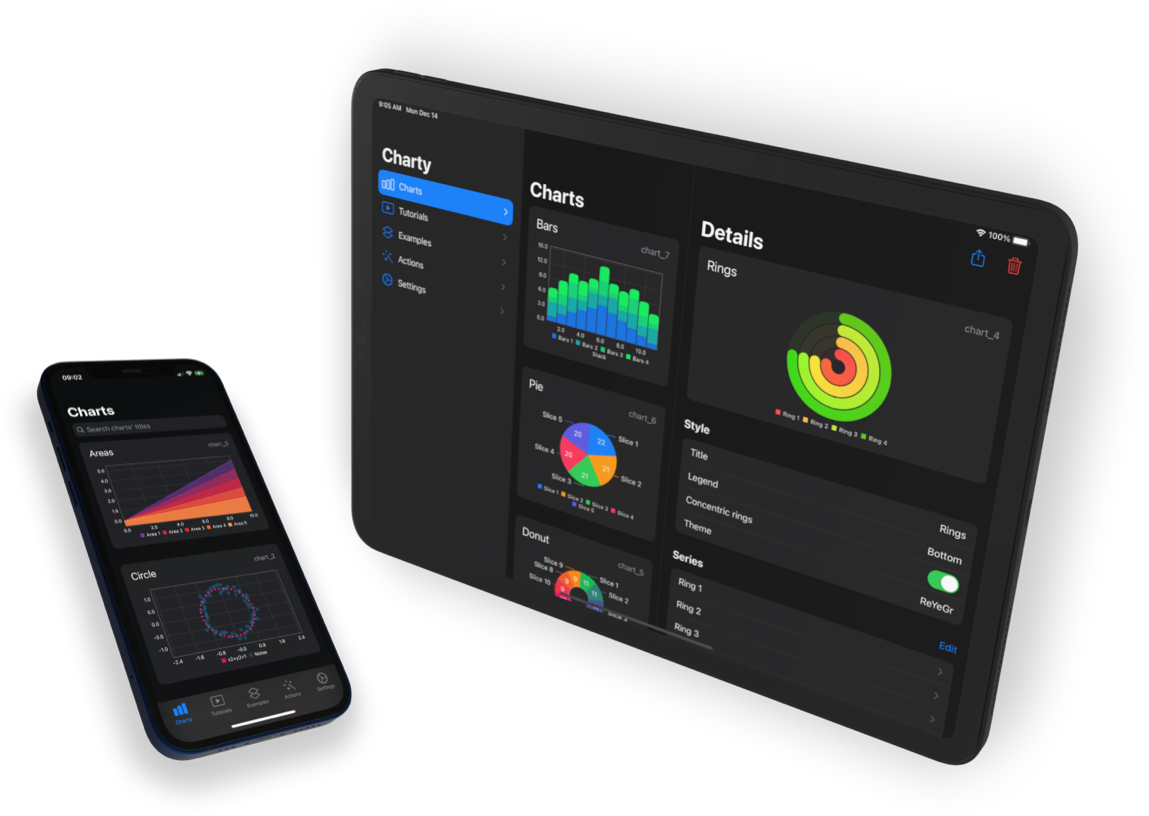 9:05 AM Mon Dec 14
100%
Charty
Charts
Tutorials
Examples
Actions
Settings
Charts
Bars
chart_7
15.0
12.0
9.0
6.0
3.0
0.0
2.0 4.0 6.0 8.0 10.0
Bars 1 Bars 2 Bars 3 Bars 4
Stack
Pie
chart_6
Slice 5
Slice 1
Slice 4
Slice 2
Slice 3
20 22
20 21
21
Slice 1 Slice 2 Slice 3 Slice 4
Slice 5
Donut
chart_5
Slice 9
Slice 1
Slice 8
Slice 10
Slice 2
9 9 11
9 11
Details
Rings
chart_4
Ring 1 Ring 2 Ring 3 Ring 4
Style
Title Rings
Legend Bottom
Concentric rings
Theme ReYeGr
Series Edit
Ring 1
Ring 2
Ring 3
09:02
Charts
Search charts' titles
Areas
chart_3
5.0
4.0
3.0
1.6
0.0
0.0 2.0 4.0 6.0 8.0 10.0
Area 1 Area 2 Area 3 Area 4 Area 5
Circle
chart_2
1.0
0.5
0.0
-0.5
-1.0
-2.4 -1.6 -0.8 -0.0 0.8 1.6 2.4
x2+y2=1 None
Charts Tutorials Examples Actions Settings